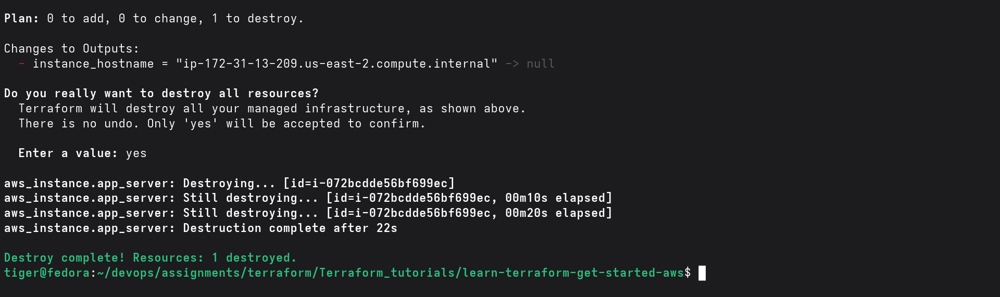 Plan: 0 to add, 0 to change, 1 to destroy.
Changes to Outputs:
  - instance_hostname = "ip-172-31-13-209.us-east-2.compute.internal" -> null
Do you really want to destroy all resources?
  Terraform will destroy all your managed infrastructure, as shown above.
  There is no undo. Only 'yes' will be accepted to confirm.
  Enter a value: yes
aws_instance.app_server: Destroying... [id=i-072bcdde56bf699ec]
aws_instance.app_server: Still destroying... [id=i-072bcdde56bf699ec, 00m10s elapsed]
aws_instance.app_server: Still destroying... [id=i-072bcdde56bf699ec, 00m20s elapsed]
aws_instance.app_server: Destruction complete after 22s
Destroy complete! Resources: 1 destroyed.
tiger@fedora:~/devops/assignments/terraform/Terraform_tutorials/learn-terraform-get-started-aws$